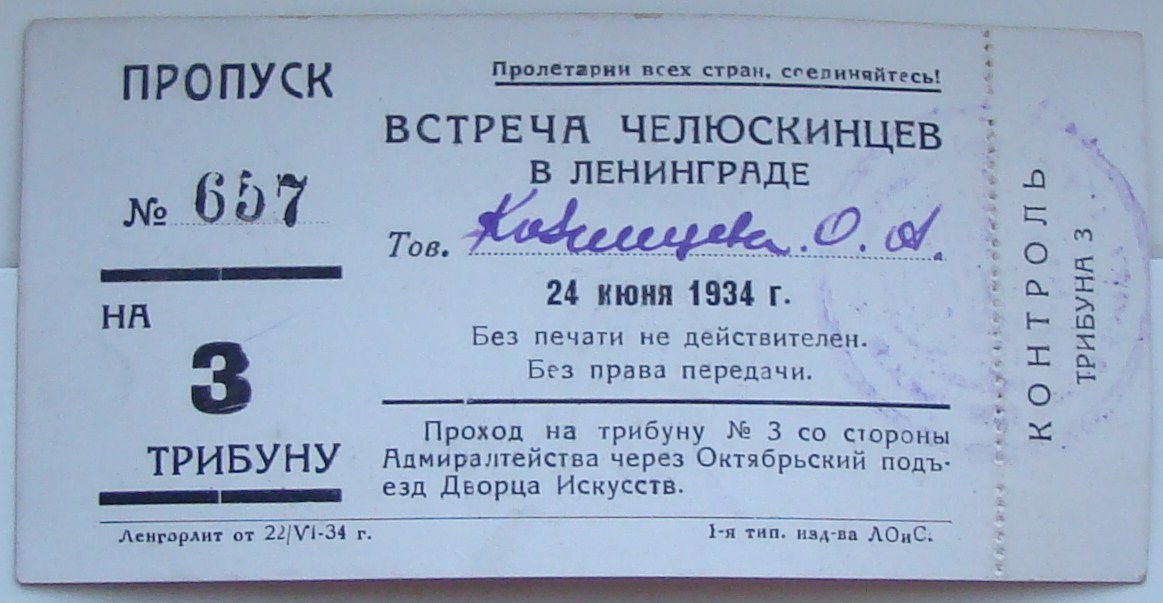 ПРОПУСК
№ 657
НА
3
ТРИБУНУ
Пролетарии всех стран, соединяйтесь!
ВСТРЕЧА ЧЕЛЮСКИНЦЕВ
В ЛЕНИНГРАДЕ
Тов. О. А.
24 июня 1934 г.
Без печати не действителен.
Без права передачи.
Проход на трибуну № 3 со стороны
Адмиралтейства через Октябрьский подъ-
езд Дворца Искусств.
Ленгорлит от 22/VI-34 г.
1-я тип. изд-ва ЛОиС.
КОНТРОЛЬ
ТРИБУНА 3.